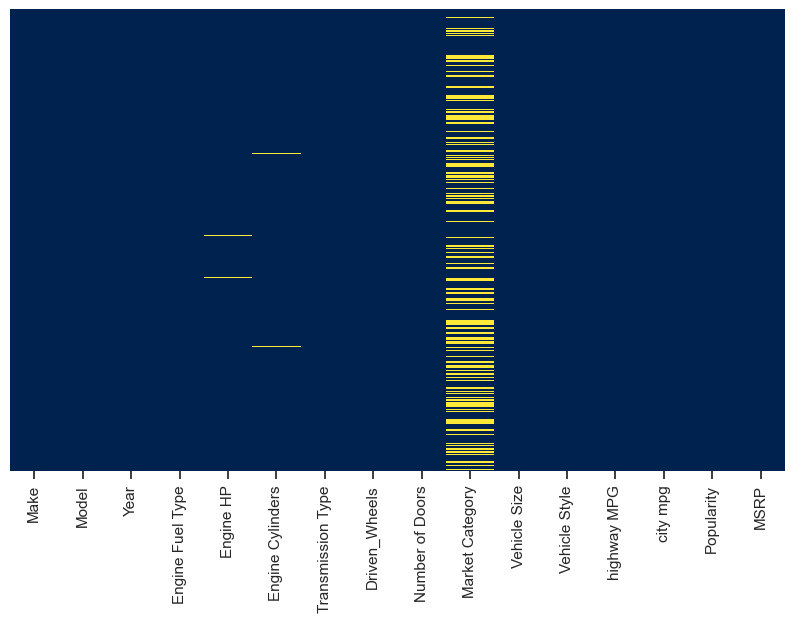 Make
Model
Year
Engine Fuel Type
Engine HP
Engine Cylinders
Transmission Type
Driven_Wheels
Number of Doors
Market Category
Vehicle Size
Vehicle Style
highway MPG
city mpg
Popularity
MSRP